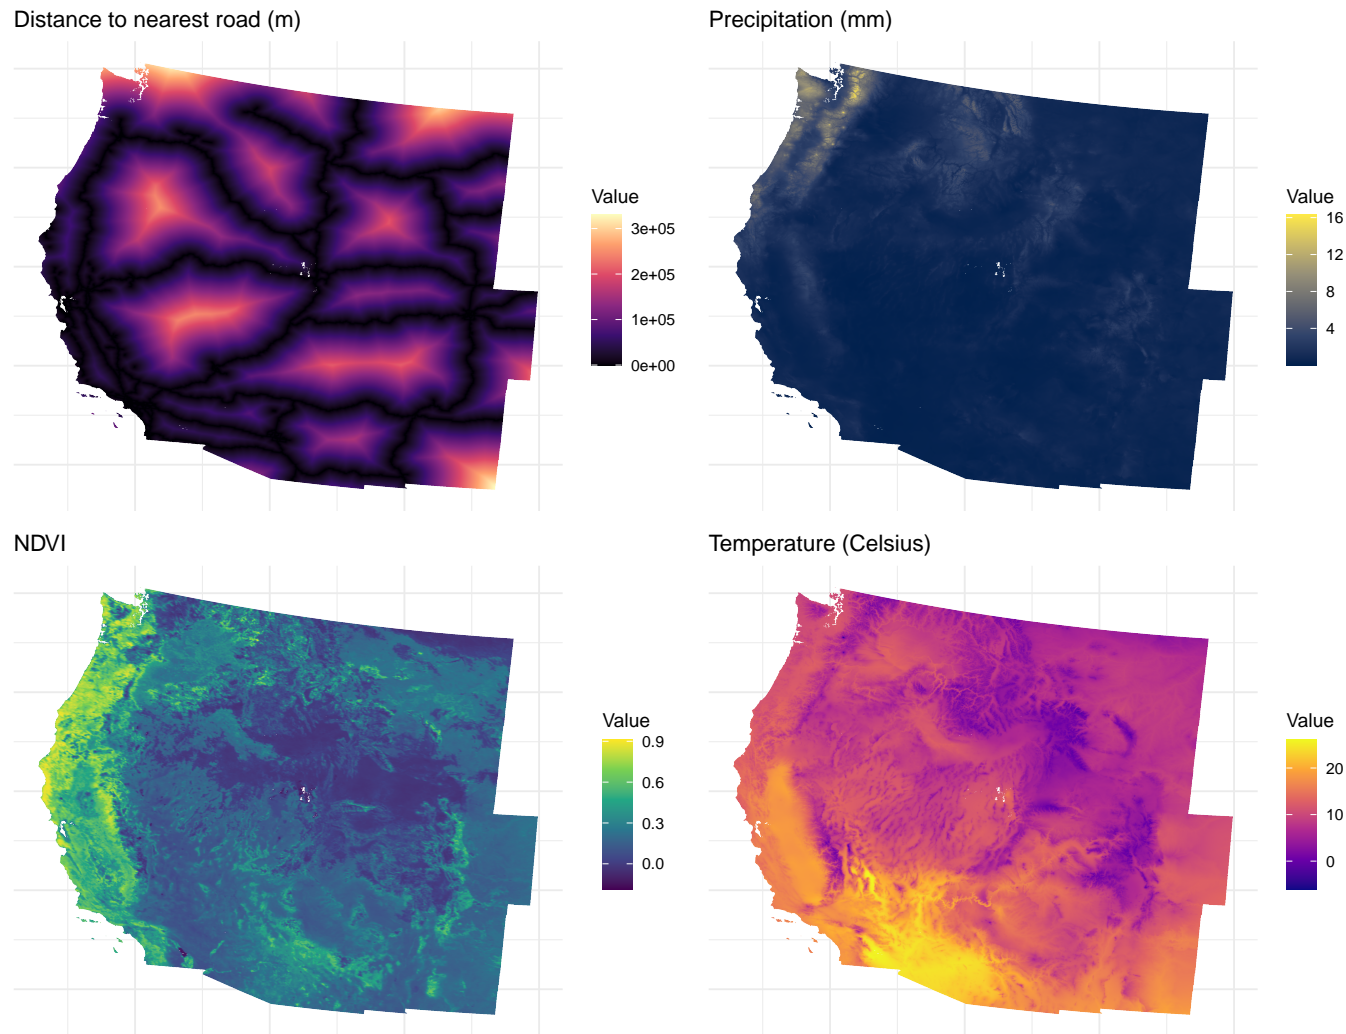 Distance to nearest road (m)
Value
3e+05
2e+05
1e+05
0e+00
Precipitation (mm)
Value
16
12
8
4
NDVI
Value
0.9
0.6
0.3
0.0
Temperature (Celsius)
Value
20
10
0